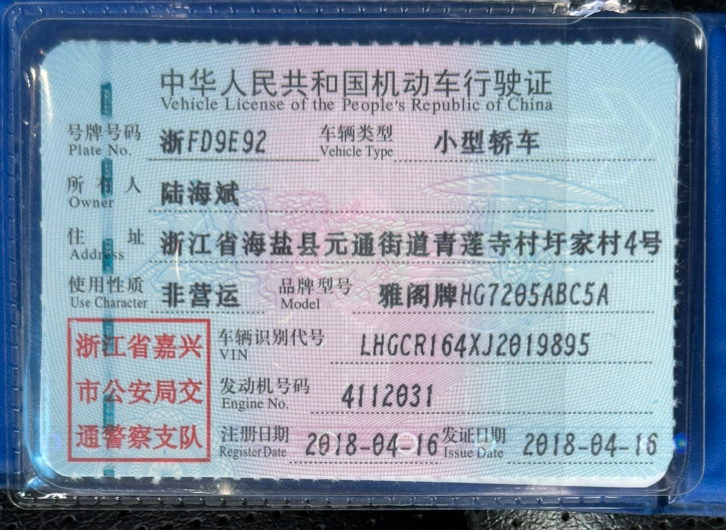 中华人民共和国机动车行驶证
Vehicle License of the People's Republic of China
号牌号码 浙FD9E92 车辆类型 小型轿车
Plate No. Vehicle Type
所有人 陆海斌
Owner
住址 浙江省海盐县元通街道青莲寺村圩家村4号
Address
使用性质 非营运 品牌型号 雅阁牌HG7205ABC5A
Use Character Model
浙江省嘉兴
市公安局交
通警察支队
车辆识别代号 LHGCR164XJ2019895
VIN
发动机号码 4112031
Engine No.
注册日期 2018-04-16 发证日期 2018-04-16
Register Date Issue Date